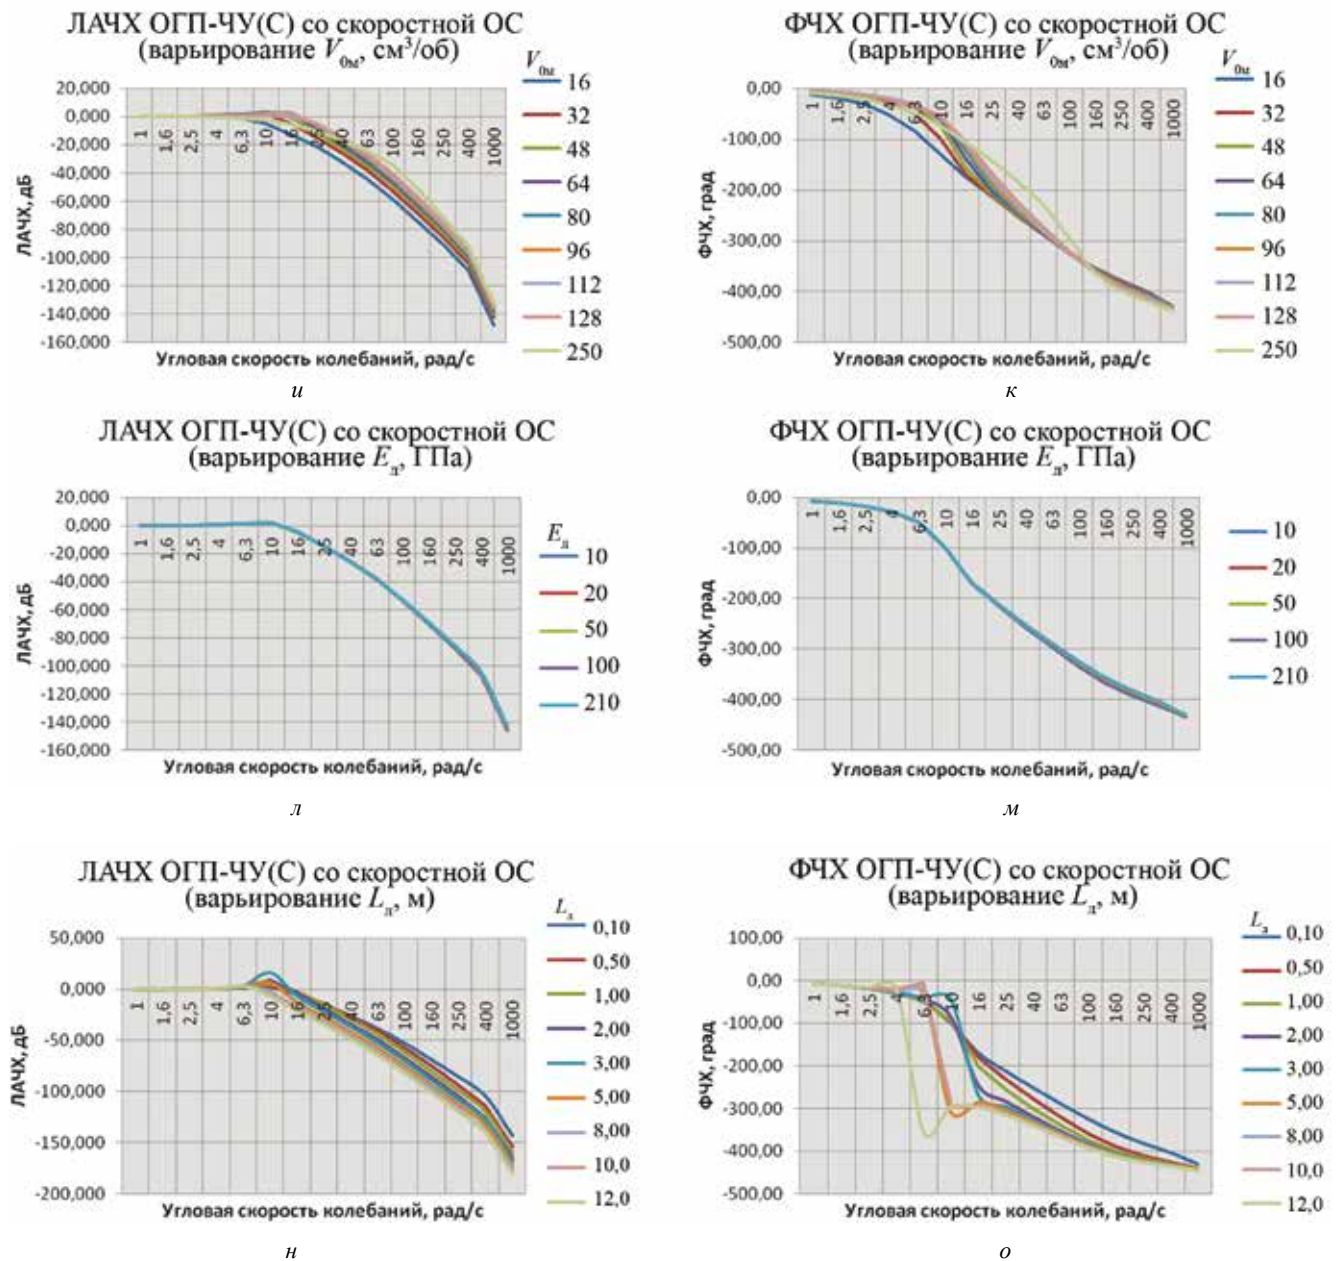 ЛАЧХ ОГП-ЧУ(С) со скоростной ОС
(варьирование V₀ₘ, см³/об)
V₀ₘ
20,000
0,000
-20,000
-40,000
-60,000
-80,000
-100,000
-120,000
-140,000
-160,000
ЛАЧХ, дБ
1 1,6 2,5 4 6,3 10 16 25 40 63 100 160 250 400 1000
Угловая скорость колебаний, рад/с
16
32
48
64
80
96
112
128
250
и
ФЧХ ОГП-ЧУ(С) со скоростной ОС
(варьирование V₀ₘ, см³/об)
V₀ₘ
0,00
-100,00
-200,00
-300,00
-400,00
-500,00
ФЧХ, град
1 1,6 2,5 4 6,3 10 16 25 40 63 100 160 250 400 1000
Угловая скорость колебаний, рад/с
16
32
48
64
80
96
112
128
250
к
ЛАЧХ ОГП-ЧУ(С) со скоростной ОС
(варьирование Eл, ГПа)
20,000
0,000
-20,000
-40,000
-60,000
-80,000
-100,000
-120,000
-140,000
-160,000
ЛАЧХ, дБ
1 1,6 2,5 4 6,3 10 16 25 40 63 100 160 250 400 1000
Угловая скорость колебаний, рад/с
Eл
10
20
50
100
210
л
ФЧХ ОГП-ЧУ(С) со скоростной ОС
(варьирование Eл, ГПа)
0,00
-100,00
-200,00
-300,00
-400,00
-500,00
ФЧХ, град
1 1,6 2,5 4 6,3 10 16 25 40 63 100 160 250 400 1000
Угловая скорость колебаний, рад/с
10
20
50
100
210
м
ЛАЧХ ОГП-ЧУ(С) со скоростной ОС
(варьирование Lл, м)
50,000
0,000
-50,000
-100,000
-150,000
-200,000
ЛАЧХ, дБ
1 1,6 2,5 4 6,3 10 16 25 40 63 100 160 250 400 1000
Угловая скорость колебаний, рад/с
Lл
0,10
0,50
1,00
2,00
3,00
5,00
8,00
10,0
12,0
н
ФЧХ ОГП-ЧУ(С) со скоростной ОС
(варьирование Lл, м)
100,00
0,00
-100,00
-200,00
-300,00
-400,00
-500,00
ФЧХ, град
1 1,6 2,5 4 6,3 10 16 25 40 63 100 160 250 400 1000
Угловая скорость колебаний, рад/с
Lл
0,10
0,50
1,00
2,00
3,00
5,00
8,00
10,0
12,0
о